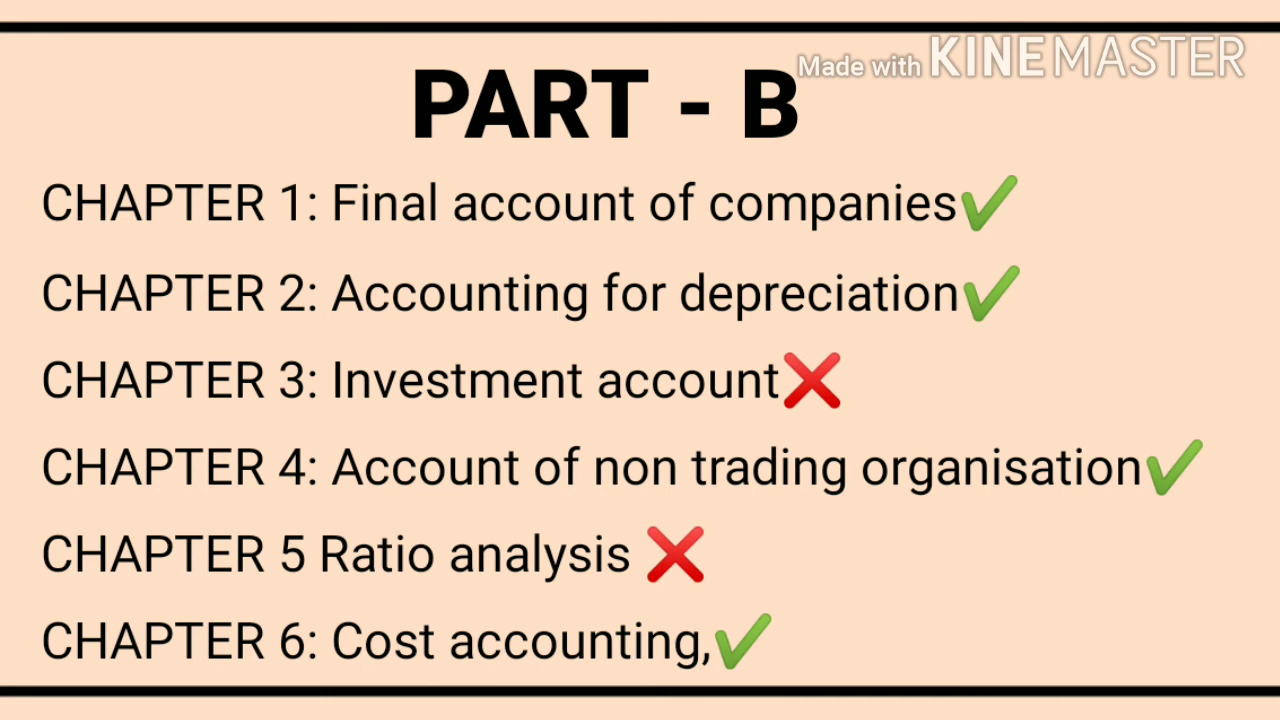 Made with KINEMASTER
PART - B
CHAPTER 1: Final account of companies✔
CHAPTER 2: Accounting for depreciation✔
CHAPTER 3: Investment account❌
CHAPTER 4: Account of non trading organisation✔
CHAPTER 5 Ratio analysis ❌
CHAPTER 6: Cost accounting,✔